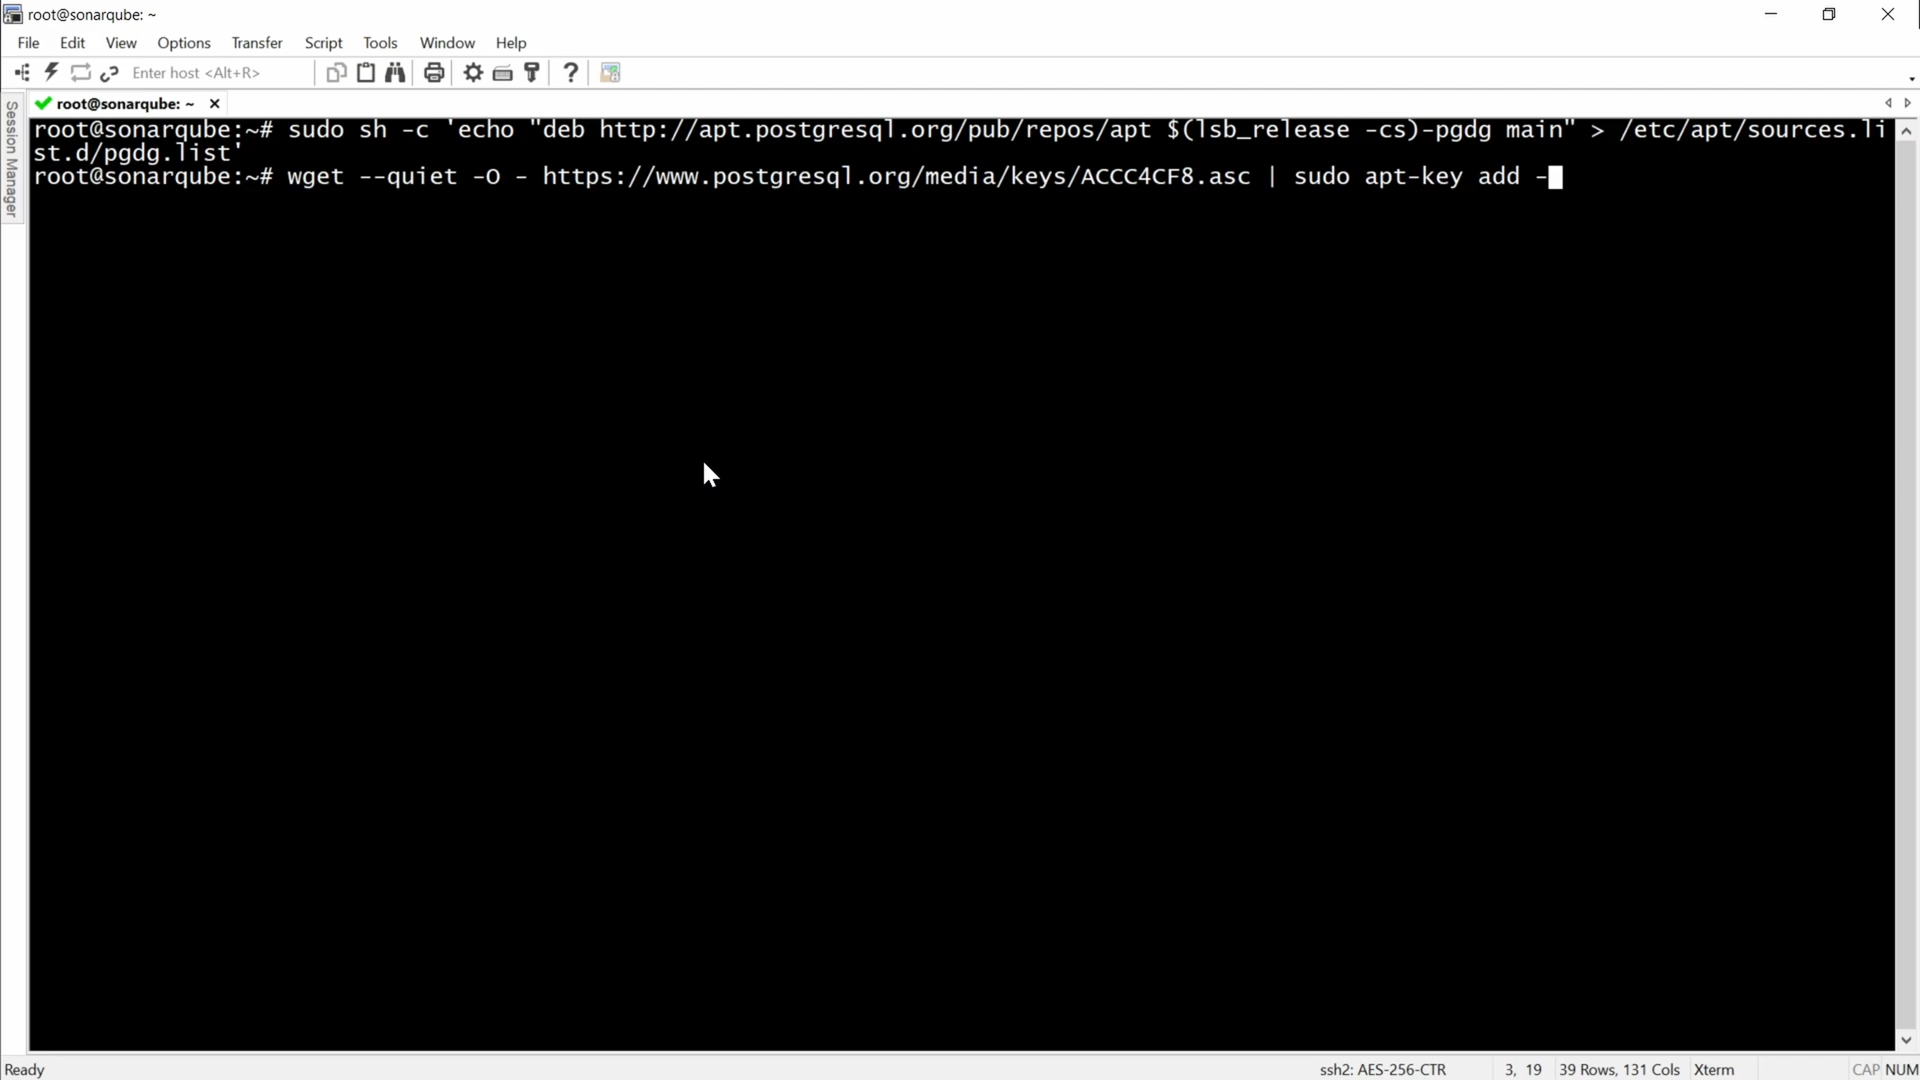 root@sonarqube: ~
File Edit View Options Transfer Script Tools Window Help
Enter host <Alt+R>
root@sonarqube: ~
Session Manager
root@sonarqube:~# sudo sh -c 'echo "deb http://apt.postgresql.org/pub/repos/apt $(lsb_release -cs)-pgdg main" > /etc/apt/sources.li
st.d/pgdg.list'
root@sonarqube:~# wget --quiet -O - https://www.postgresql.org/media/keys/ACCC4CF8.asc | sudo apt-key add -
Ready ssh2: AES-256-CTR 3, 19 39 Rows, 131 Cols Xterm CAP NUM